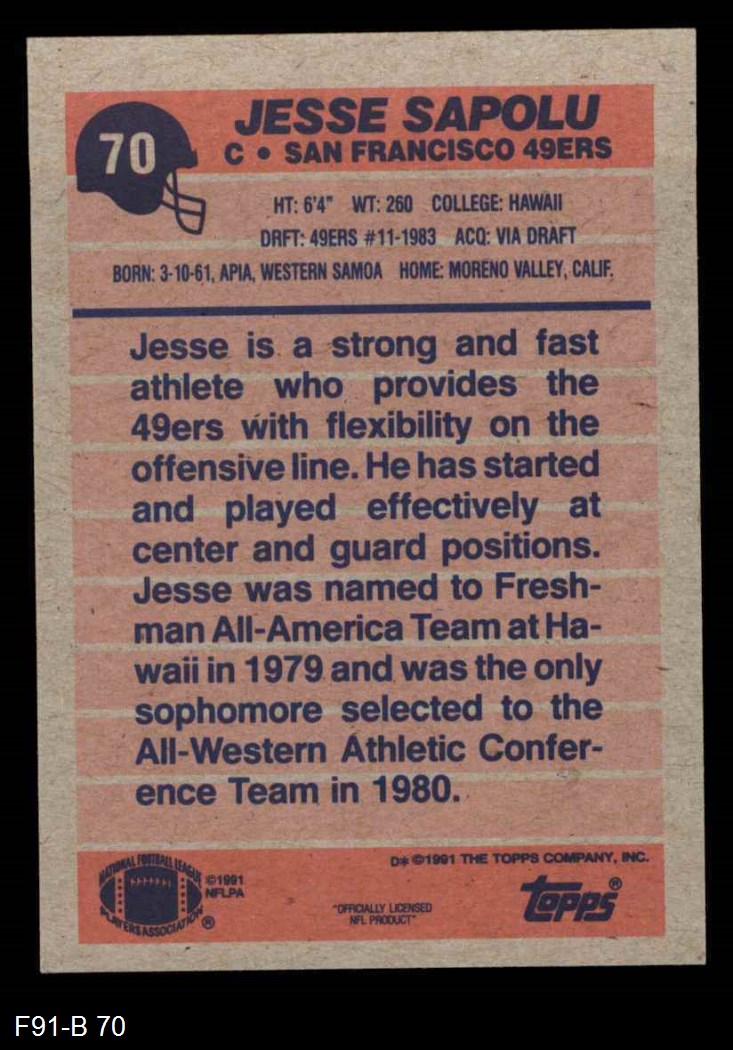 70
JESSE SAPOLU
C • SAN FRANCISCO 49ERS
HT: 6'4" WT: 260 COLLEGE: HAWAII
DRFT: 49ERS #11-1983 ACQ: VIA DRAFT
BORN: 3-10-61, APIA, WESTERN SAMOA HOME: MORENO VALLEY, CALIF.
Jesse is a strong and fast
athlete who provides the
49ers with flexibility on the
offensive line. He has started
and played effectively at
center and guard positions.
Jesse was named to Fresh-
man All-America Team at Ha-
waii in 1979 and was the only
sophomore selected to the
All-Western Athletic Confer-
ence Team in 1980.
D* ©1991 THE TOPPS COMPANY, INC.
NATIONAL FOOTBALL LEAGUE
PLAYERS ASSOCIATION ®
©1991
NFLPA
"OFFICIALLY LICENSED
NFL PRODUCT"
topps®
F91-B 70